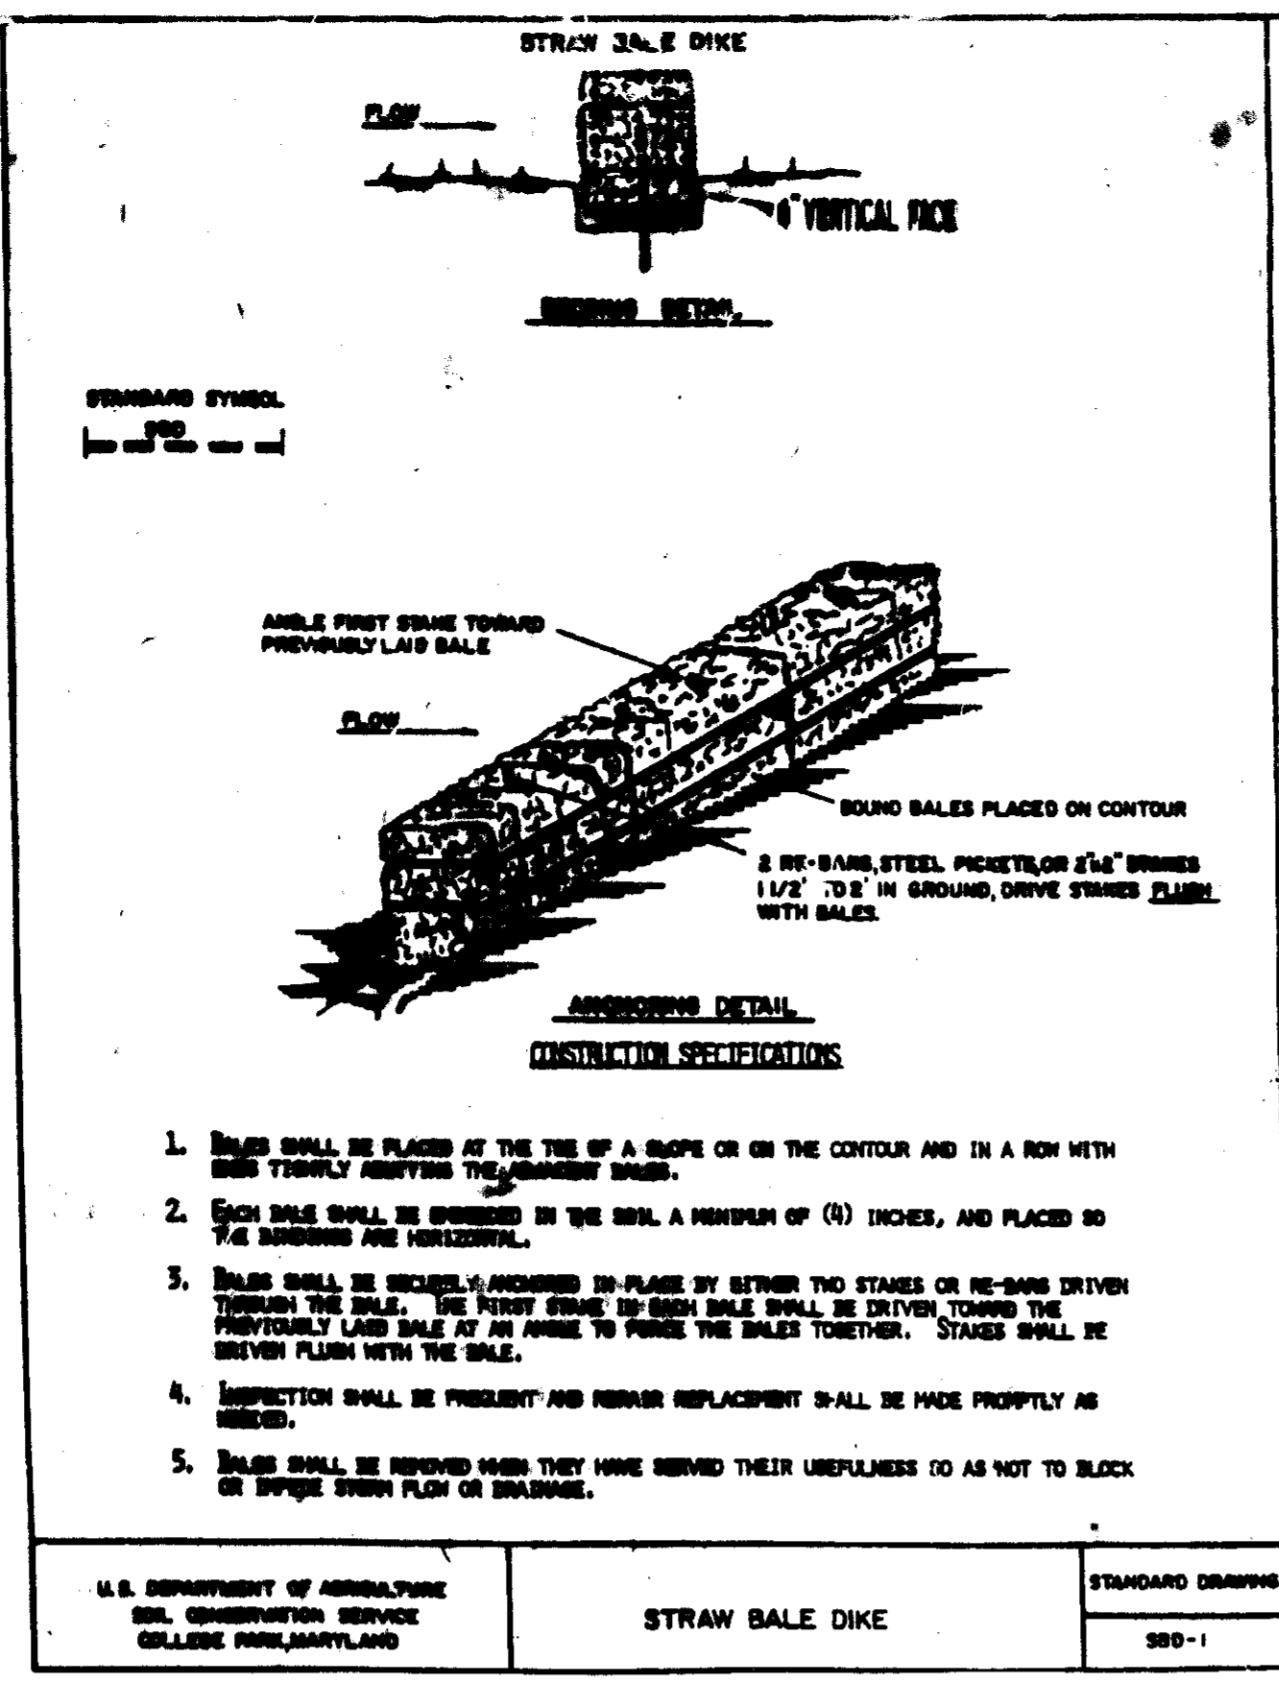 STRAW BALE DIKE
FLOW
4" VERTICAL FACE
BEDDING DETAIL
STANDARD SYMBOL
SBD
ANGLE FIRST STAKE TOWARD
PREVIOUSLY LAID BALE
FLOW
BOUND BALES PLACED ON CONTOUR
2 RE-BARS, STEEL PICKETS, OR 2"x2" STAKES
1 1/2' TO 2' IN GROUND, DRIVE STAKES FLUSH
WITH BALES.
ANCHORING DETAIL
CONSTRUCTION SPECIFICATIONS
1. BALES SHALL BE PLACED AT THE TOE OF A SLOPE OR ON THE CONTOUR AND IN A ROW WITH
ENDS TIGHTLY ABUTTING THE ADJACENT BALES.
2. EACH BALE SHALL BE EMBEDDED IN THE SOIL A MINIMUM OF (4) INCHES, AND PLACED SO
THE BINDINGS ARE HORIZONTAL.
3. BALES SHALL BE SECURELY ANCHORED IN PLACE BY EITHER TWO STAKES OR RE-BARS DRIVEN
THROUGH THE BALE. THE FIRST STAKE IN EACH BALE SHALL BE DRIVEN TOWARD THE
PREVIOUSLY LAID BALE AT AN ANGLE TO FORCE THE BALES TOGETHER. STAKES SHALL BE
DRIVEN FLUSH WITH THE BALE.
4. INSPECTION SHALL BE FREQUENT AND REPAIR REPLACEMENT SHALL BE MADE PROMPTLY AS
NEEDED.
5. BALES SHALL BE REMOVED WHEN THEY HAVE SERVED THEIR USEFULNESS SO AS NOT TO BLOCK
OR IMPEDE STORM FLOW OR DRAINAGE.
U.S. DEPARTMENT OF AGRICULTURE
SOIL CONSERVATION SERVICE
COLLEGE PARK, MARYLAND
STRAW BALE DIKE
STANDARD DRAWING
SBD-1